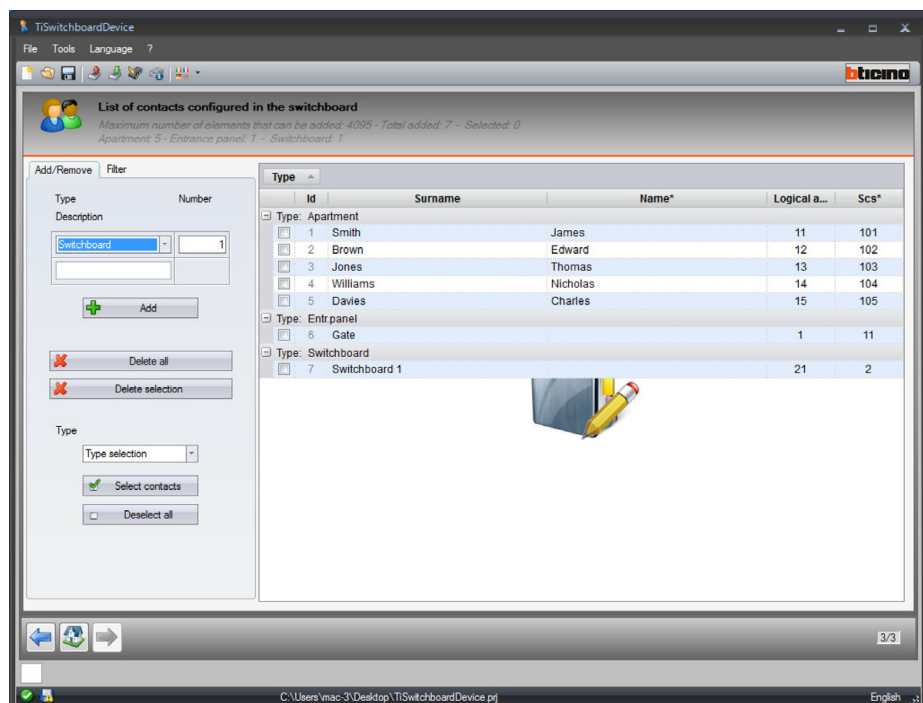 TiSwitchboardDevice
File Tools Language ?
bticino
List of contacts configured in the switchboard
Maximum number of elements that can be added: 4095 - Total added: 7 - Selected: 0
Apartment: 5 - Entrance panel: 1 - Switchboard: 1
Add/Remove Filter
Type Number
Description
Switchboard 1
Add
Delete all
Delete selection
Type
Type selection
Select contacts
Deselect all
Type
Id Surname Name* Logical a... Scs*
Type: Apartment
1 Smith James 11 101
2 Brown Edward 12 102
3 Jones Thomas 13 103
4 Williams Nicholas 14 104
5 Davies Charles 15 105
Type: Entr.panel
6 Gate 1 11
Type: Switchboard
7 Switchboard 1 21 2
3/3
C:\Users\mac-3\Desktop\TiSwitchboardDevice.prj English